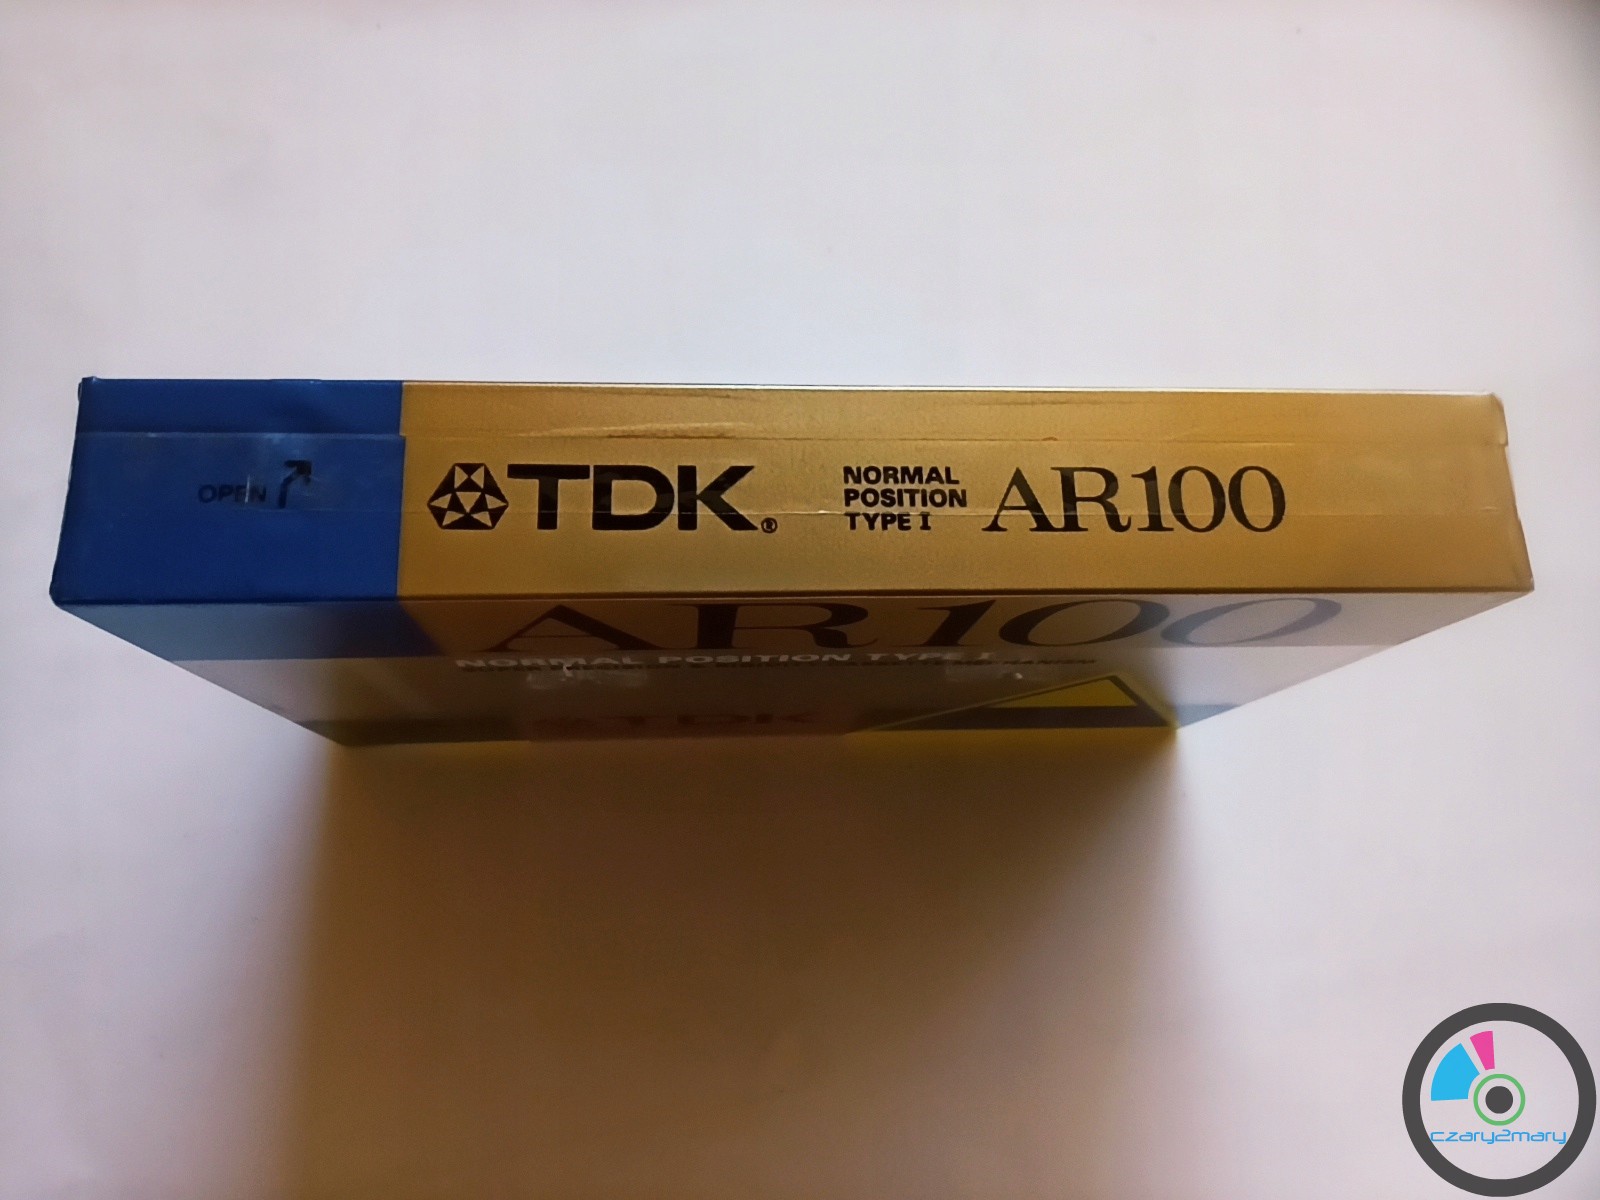 OPEN
TDK®
NORMAL
POSITION
TYPE I
AR100
AR100
NORMAL POSITION TYPE I
TDK
czary2mary